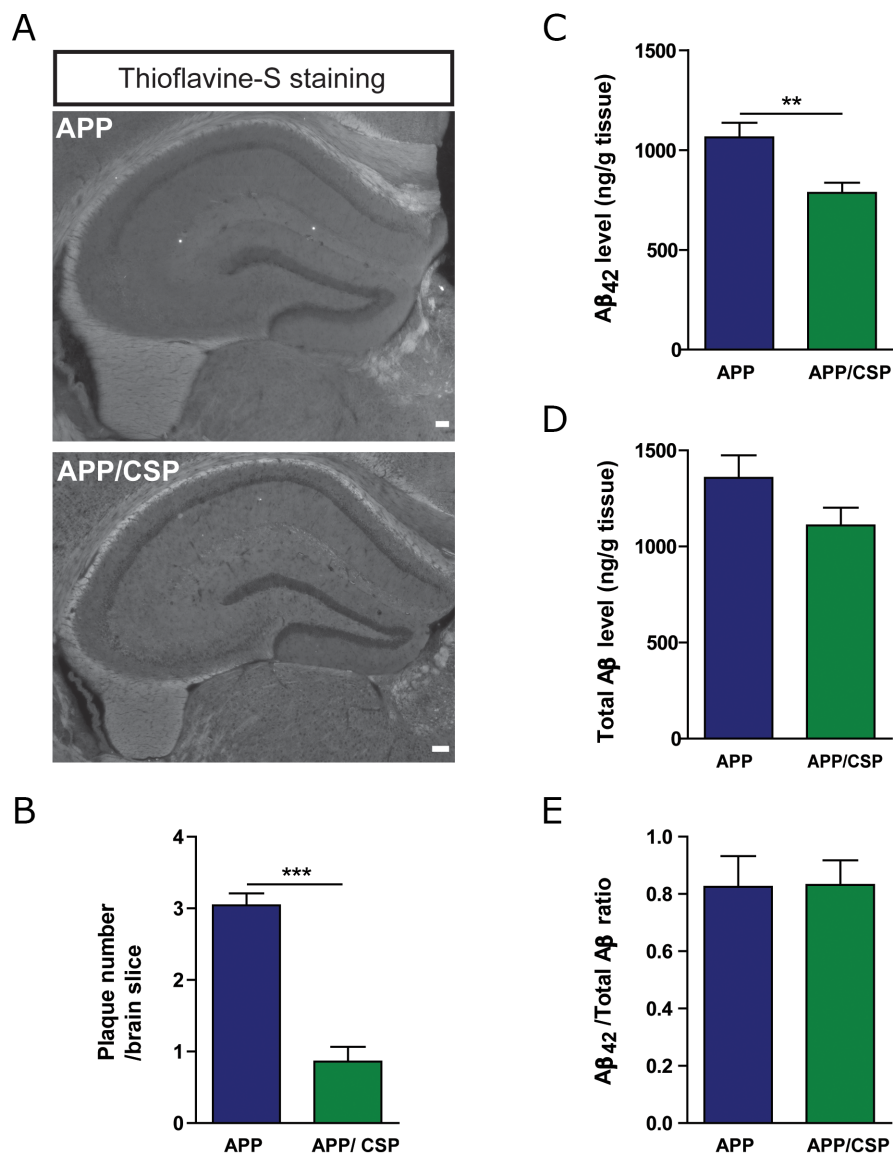 A
Thioflavine-S staining
APP
APP/CSP
B
Plaque number
/brain slice
4
3
2
1
0
***
APP
APP/ CSP
C
Aβ42 level (ng/g tissue)
1500
1000
500
0
**
APP
APP/CSP
D
Total Aβ level (ng/g tissue)
1500
1000
500
0
APP
APP/CSP
E
Aβ42 /Total Aβ ratio
1.0
0.8
0.6
0.4
0.2
0.0
APP
APP/CSP